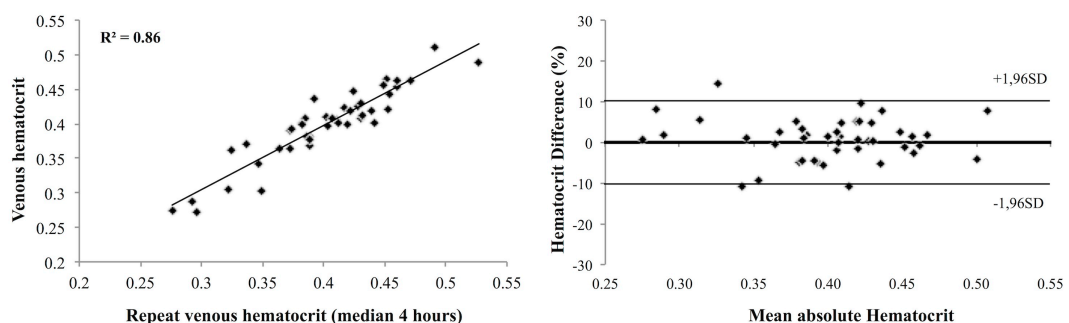 0.55
0.5
0.45
0.4
0.35
0.3
0.25
0.2
Venous hematocrit
R² = 0.86
0.2 0.25 0.3 0.35 0.4 0.45 0.5 0.55
Repeat venous hematocrit (median 4 hours)
30
20
10
0
-10
-20
-30
Hematocrit Difference (%)
+1,96SD
-1,96SD
0.25 0.30 0.35 0.40 0.45 0.50 0.55
Mean absolute Hematocrit